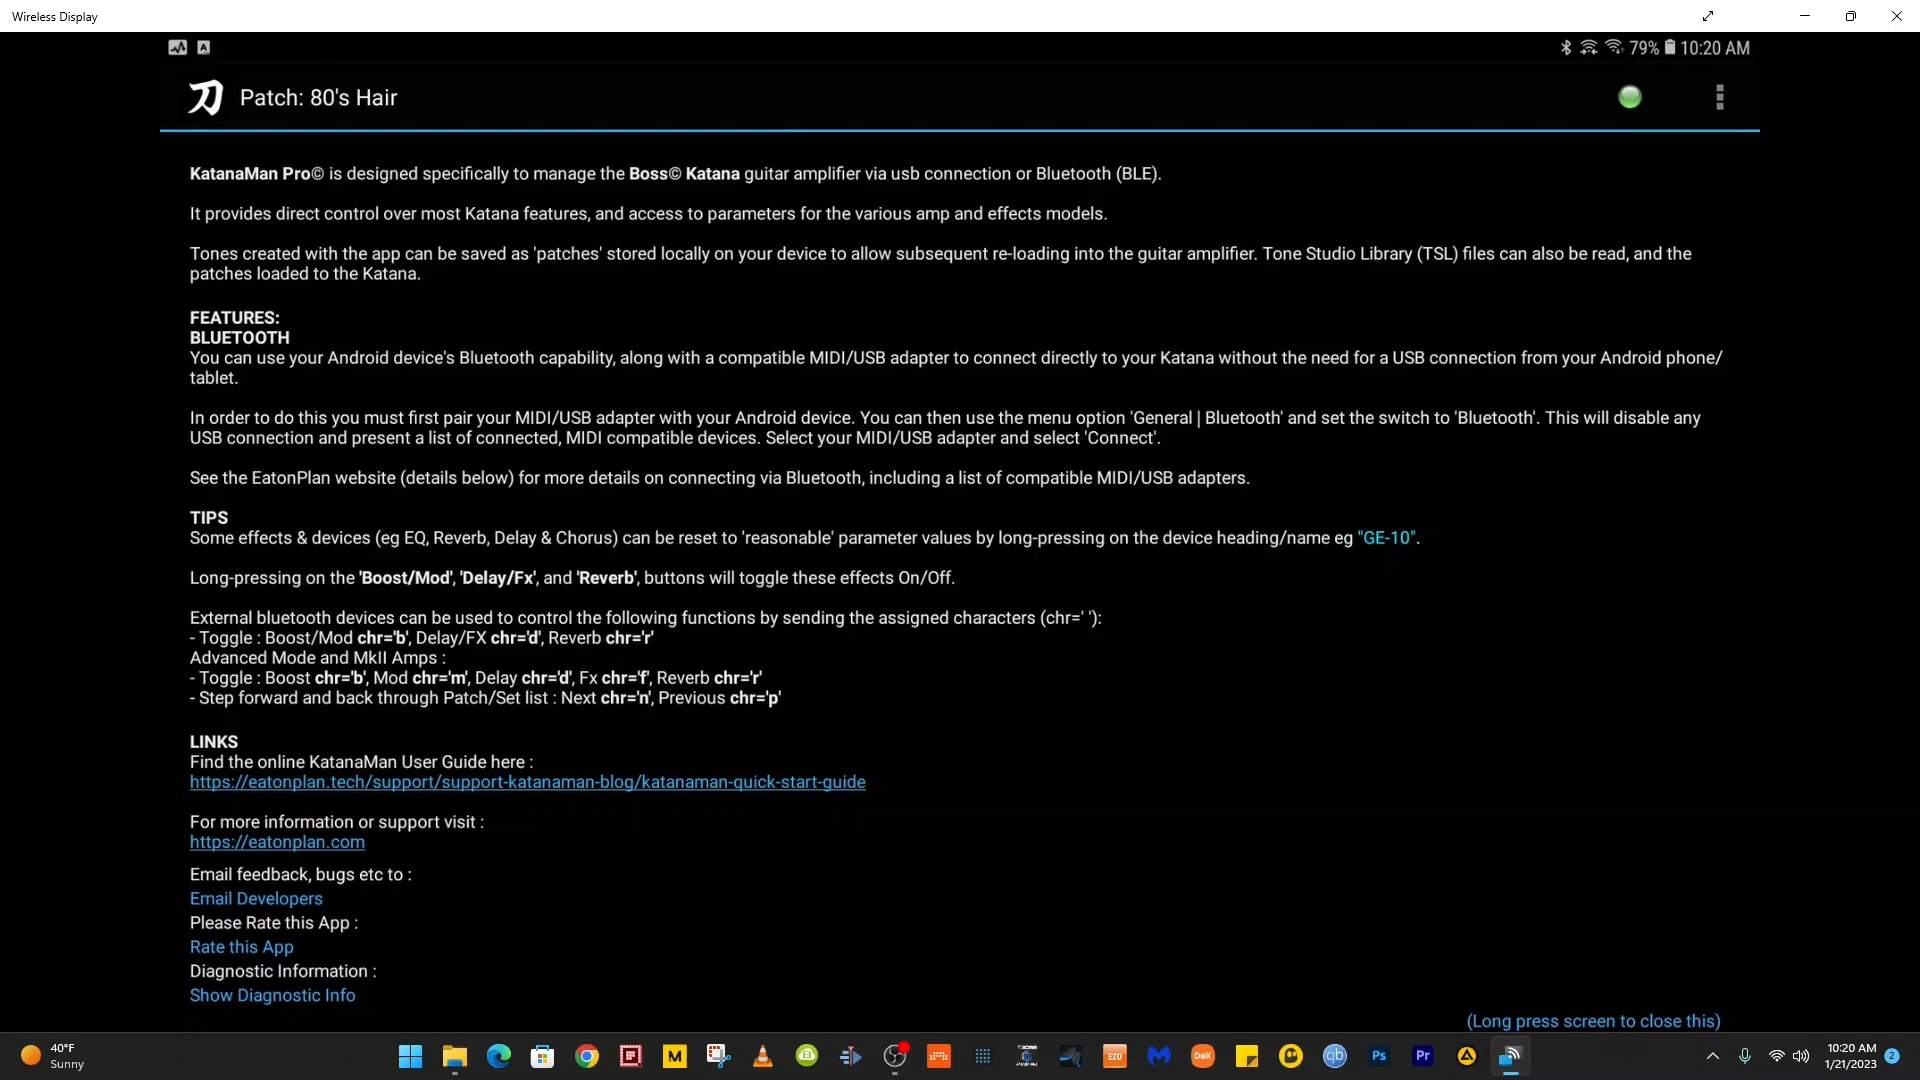 Wireless Display
79% 10:20 AM
刀 Patch: 80's Hair
KatanaMan Pro© is designed specifically to manage the Boss© Katana guitar amplifier via usb connection or Bluetooth (BLE).
It provides direct control over most Katana features, and access to parameters for the various amp and effects models.
Tones created with the app can be saved as 'patches' stored locally on your device to allow subsequent re-loading into the guitar amplifier. Tone Studio Library (TSL) files can also be read, and the
patches loaded to the Katana.
FEATURES:
BLUETOOTH
You can use your Android device's Bluetooth capability, along with a compatible MIDI/USB adapter to connect directly to your Katana without the need for a USB connection from your Android phone/
tablet.
In order to do this you must first pair your MIDI/USB adapter with your Android device. You can then use the menu option 'General | Bluetooth' and set the switch to 'Bluetooth'. This will disable any
USB connection and present a list of connected, MIDI compatible devices. Select your MIDI/USB adapter and select 'Connect'.
See the EatonPlan website (details below) for more details on connecting via Bluetooth, including a list of compatible MIDI/USB adapters.
TIPS
Some effects & devices (eg EQ, Reverb, Delay & Chorus) can be reset to 'reasonable' parameter values by long-pressing on the device heading/name eg "GE-10".
Long-pressing on the 'Boost/Mod', 'Delay/Fx', and 'Reverb', buttons will toggle these effects On/Off.
External bluetooth devices can be used to control the following functions by sending the assigned characters (chr=' '):
- Toggle : Boost/Mod chr='b', Delay/FX chr='d', Reverb chr='r'
Advanced Mode and MkII Amps :
- Toggle : Boost chr='b', Mod chr='m', Delay chr='d', Fx chr='f', Reverb chr='r'
- Step forward and back through Patch/Set list : Next chr='n', Previous chr='p'
LINKS
Find the online KatanaMan User Guide here :
https://eatonplan.tech/support/support-katanaman-blog/katanaman-quick-start-guide
For more information or support visit :
https://eatonplan.com
Email feedback, bugs etc to :
Email Developers
Please Rate this App :
Rate this App
Diagnostic Information :
Show Diagnostic Info
(Long press screen to close this)
40°F
Sunny
M
EZD
DeX
qb
Ps
Pr
10:20 AM
1/21/2023
2